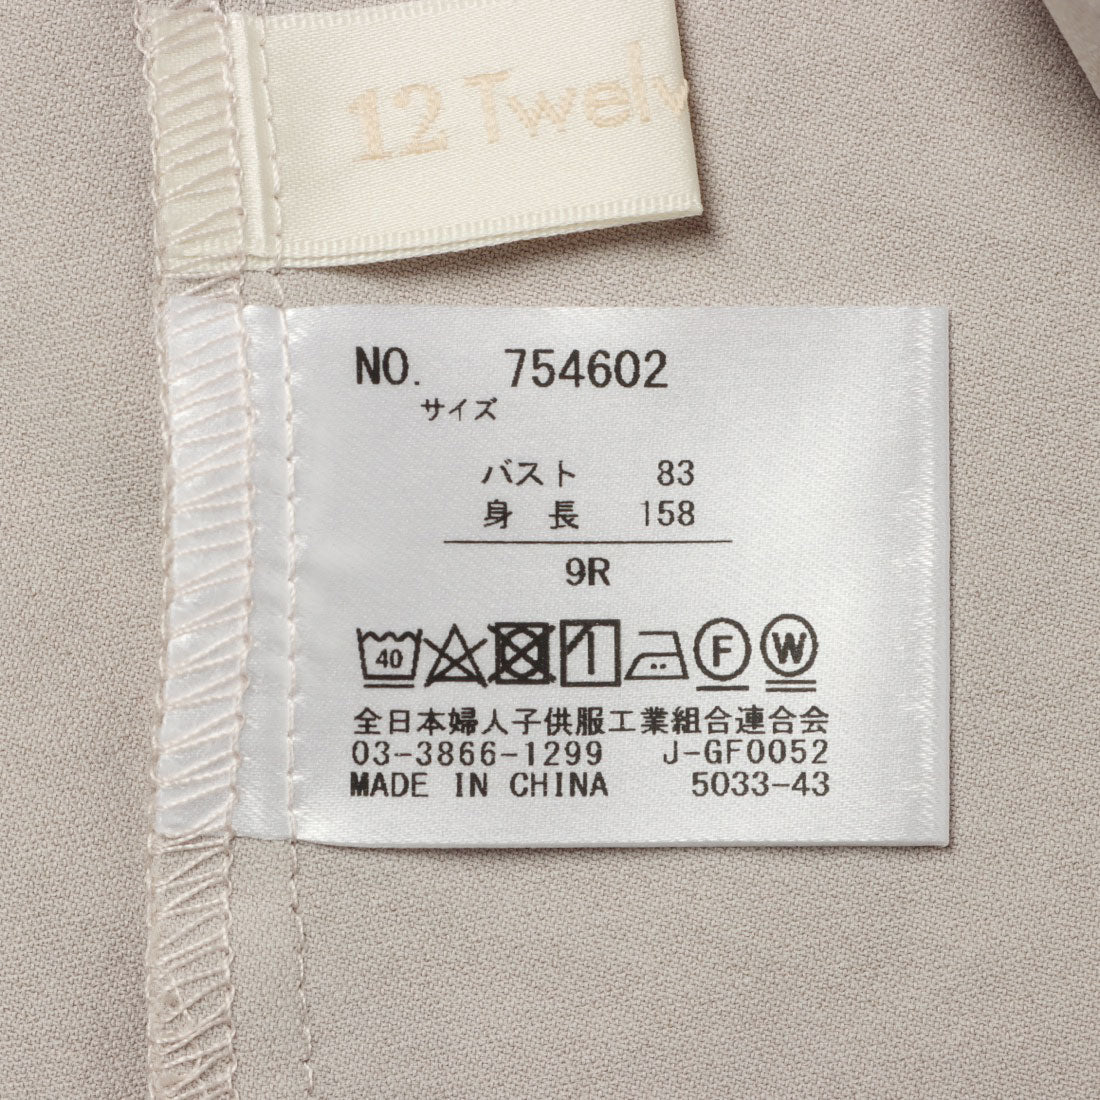 12 Twelv
NO. 754602
サイズ
バスト 83
身長 158
9R
40 F W
全日本婦人子供服工業組合連合会
03-3866-1299 J-GF0052
MADE IN CHINA 5033-43